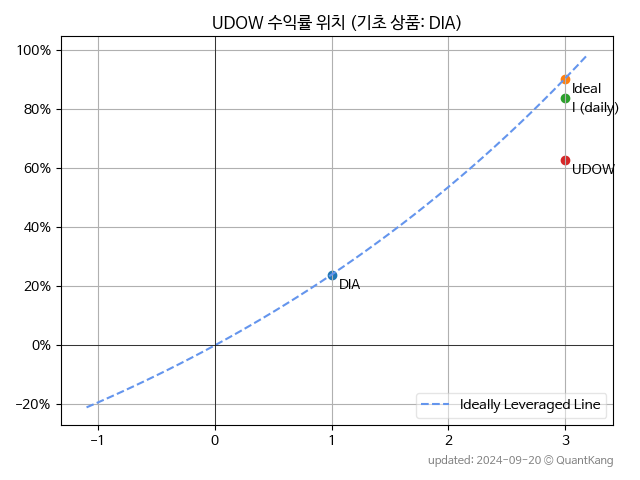 UDOW 수익률 위치 (기초 상품: DIA)
100%
80%
60%
40%
20%
0%
−20%
Ideal
I (daily)
UDOW
DIA
Ideally Leveraged Line
−1
0
1
2
3
updated: 2024-09-20 © QuantKang